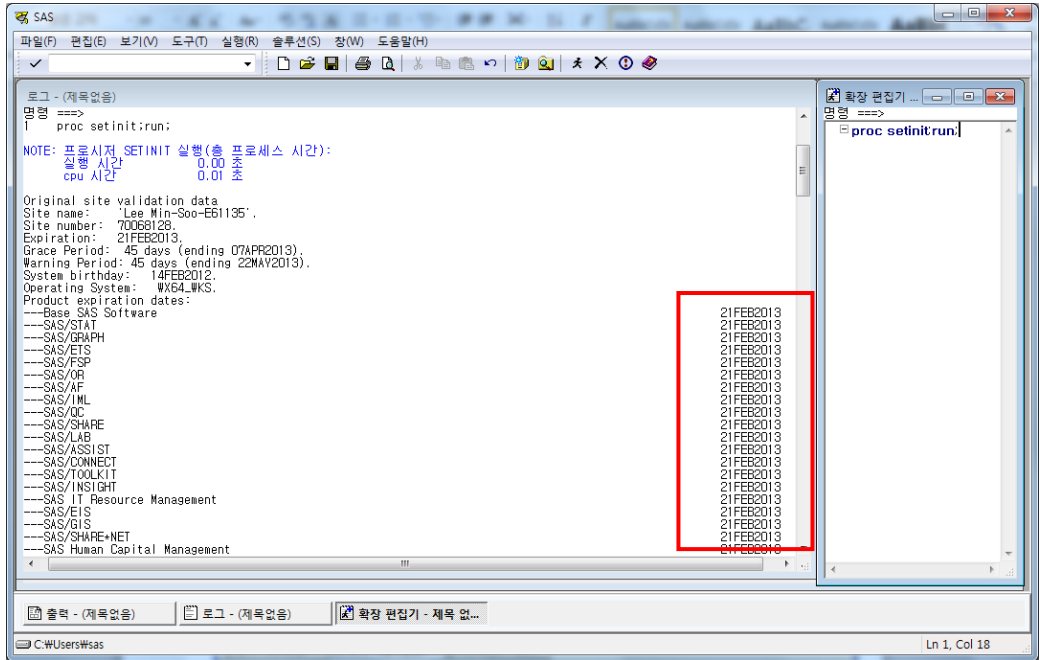 SAS
파일(F) 편집(E) 보기(V) 도구(T) 실행(R) 솔루션(S) 창(W) 도움말(H)
로그 - (제목없음)
명령 ===>
1 proc setinit;run;
NOTE: 프로시저 SETINIT 실행(총 프로세스 시간):
실행 시간 0.00 초
cpu 시간 0.01 초
Original site validation data
Site name: 'Lee Min-Soo-E61135'.
Site number: 70068128.
Expiration: 21FEB2013.
Grace Period: 45 days (ending 07APR2013).
Warning Period: 45 days (ending 22MAY2013).
System birthday: 14FEB2012.
Operating System: WX64_WKS.
Product expiration dates:
---Base SAS Software 21FEB2013
---SAS/STAT 21FEB2013
---SAS/GRAPH 21FEB2013
---SAS/ETS 21FEB2013
---SAS/FSP 21FEB2013
---SAS/OR 21FEB2013
---SAS/AF 21FEB2013
---SAS/IML 21FEB2013
---SAS/QC 21FEB2013
---SAS/SHARE 21FEB2013
---SAS/LAB 21FEB2013
---SAS/ASSIST 21FEB2013
---SAS/CONNECT 21FEB2013
---SAS/TOOLKIT 21FEB2013
---SAS/INSIGHT 21FEB2013
---SAS IT Resource Management 21FEB2013
---SAS/EIS 21FEB2013
---SAS/GIS 21FEB2013
---SAS/SHARE*NET 21FEB2013
---SAS Human Capital Management 21FEB2013
확장 편집기 ...
명령 ===>
proc setinit;run;
출력 - (제목없음) 로그 - (제목없음) 확장 편집기 - 제목 없...
C:₩Users₩sas Ln 1, Col 18